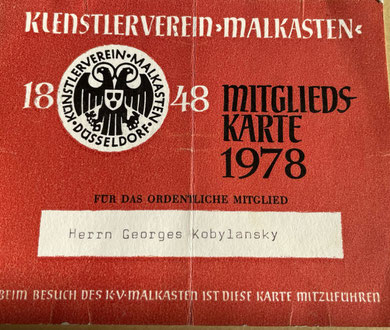 KUENSTLERVEREIN ›MALKASTEN‹
18 48
KÜNSTLERVEREIN · MALKASTEN · DÜSSELDORF ·
MITGLIEDS-
KARTE
1978
FÜR DAS ORDENTLICHE MITGLIED
Herrn Georges Kobylansky
BEIM BESUCH DES K·V·MALKASTEN IST DIESE KARTE MITZUFÜHREN